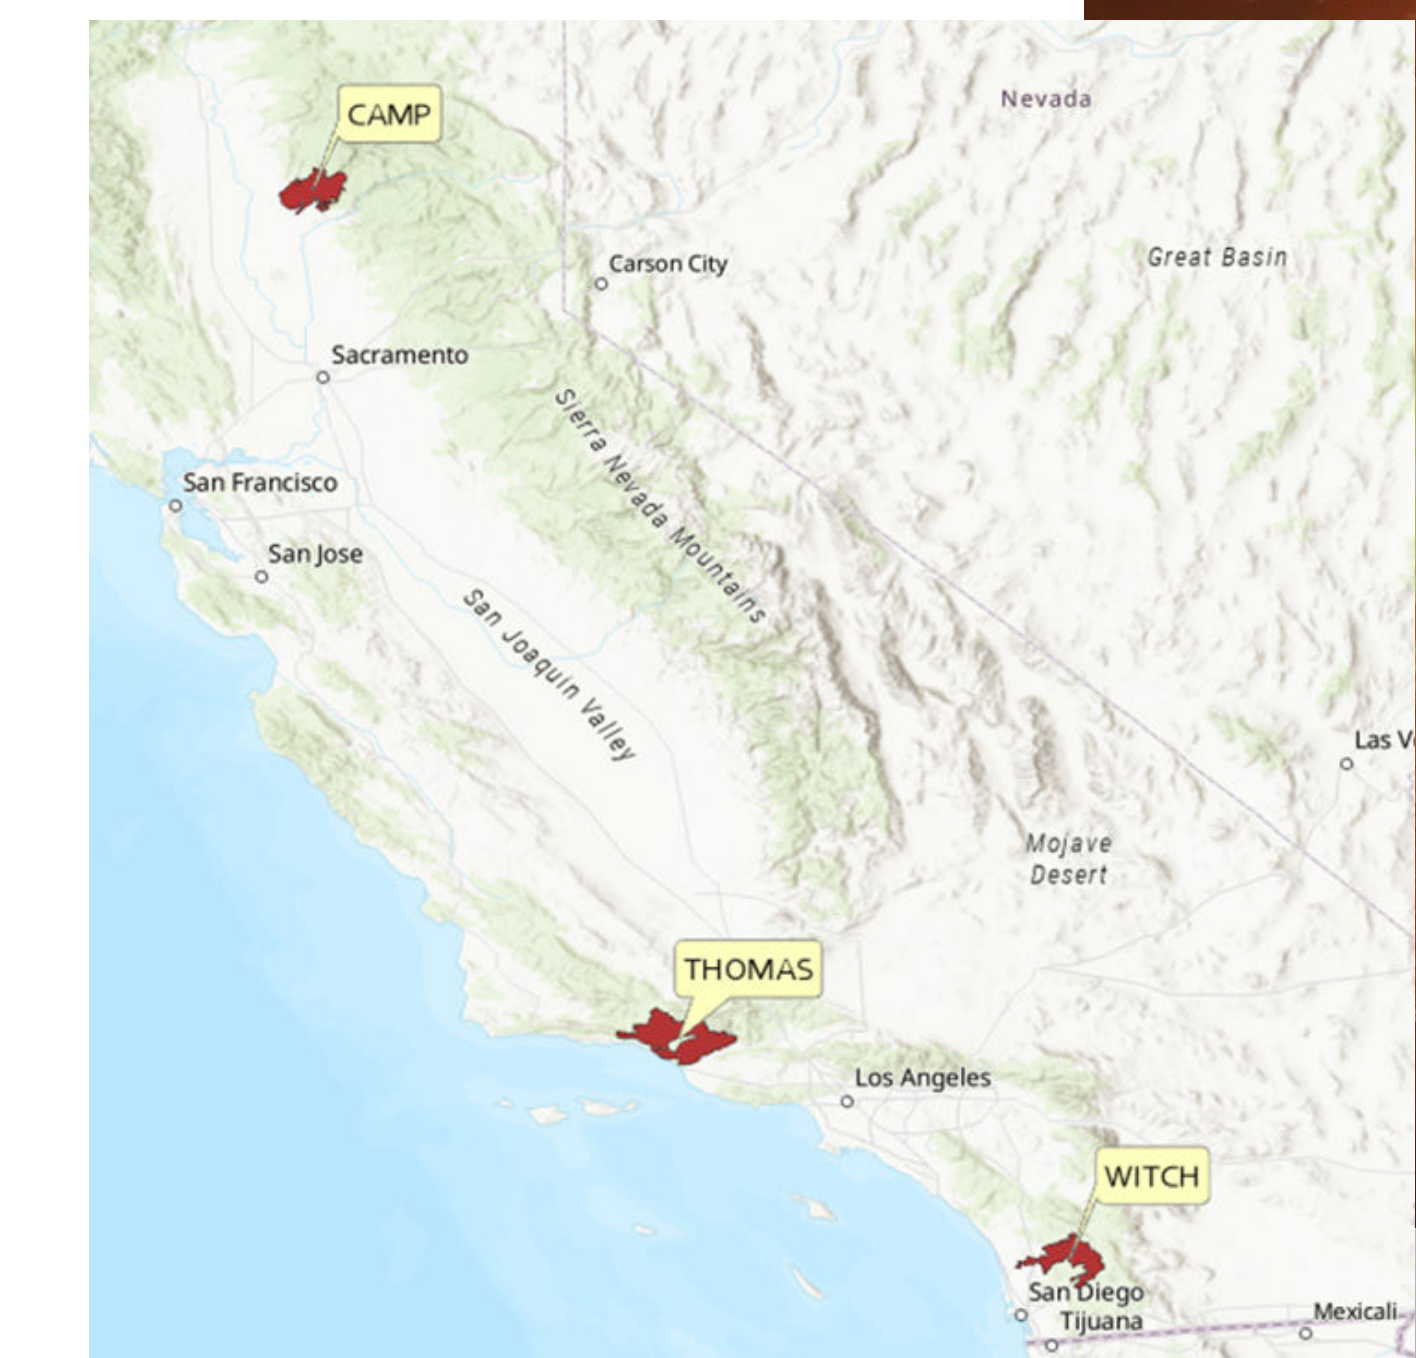 CAMP
Nevada
Great Basin
Carson City
Sacramento
Sierra Nevada Mountains
San Francisco
San Jose
San Joaquin Valley
Las V
Mojave
Desert
THOMAS
Los Angeles
WITCH
San Diego
Tijuana
Mexicali